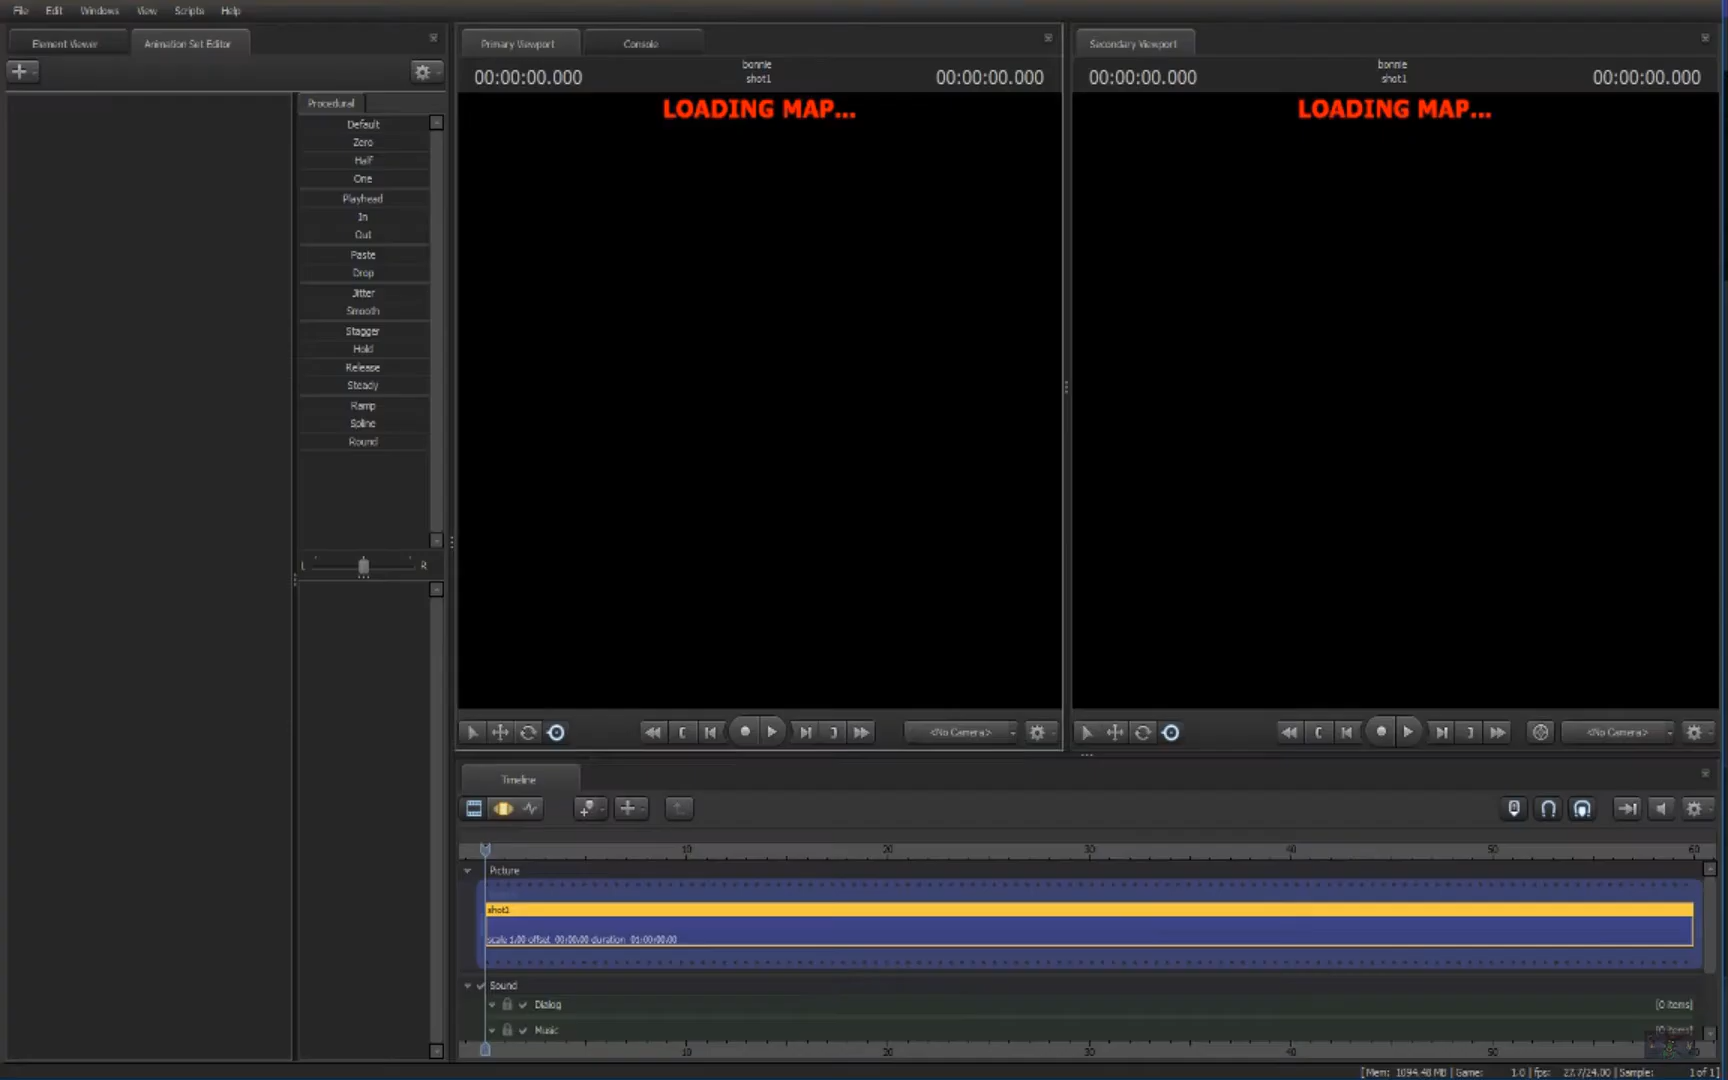 File Edit Windows View Scripts Help
Element Viewer Animation Set Editor
Primary Viewport Console
Secondary Viewport
00:00:00.000 bonnie 00:00:00.000
shot1
00:00:00.000 bonnie 00:00:00.000
shot1
LOADING MAP...
LOADING MAP...
Procedural
Default
Zero
Half
One
Playhead
In
Out
Paste
Drop
Jitter
Smooth
Stagger
Hold
Release
Steady
Ramp
Spline
Round
L R
<No Camera>
<No Camera>
Timeline
10 20 30 40 50 60
Picture
shot1
scale 1.00 offset 00:00:00 duration 01:00:00:00
Sound
Dialog [0 items]
Music [0 items]
10 20 30 40 50 60
[Mem: 1094.48 MB | Game: 1.0 | fps: 27.7/24.00 | Sample: 1 of 1]